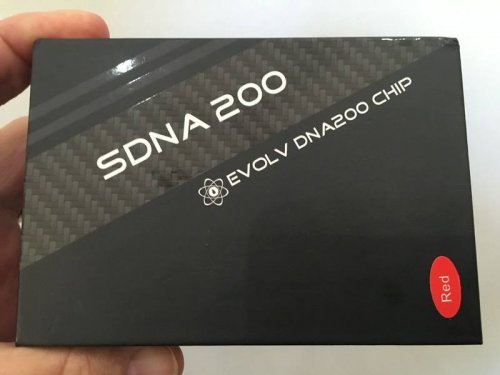 SDNA 200
EVOLV DNA200 CHIP
Red